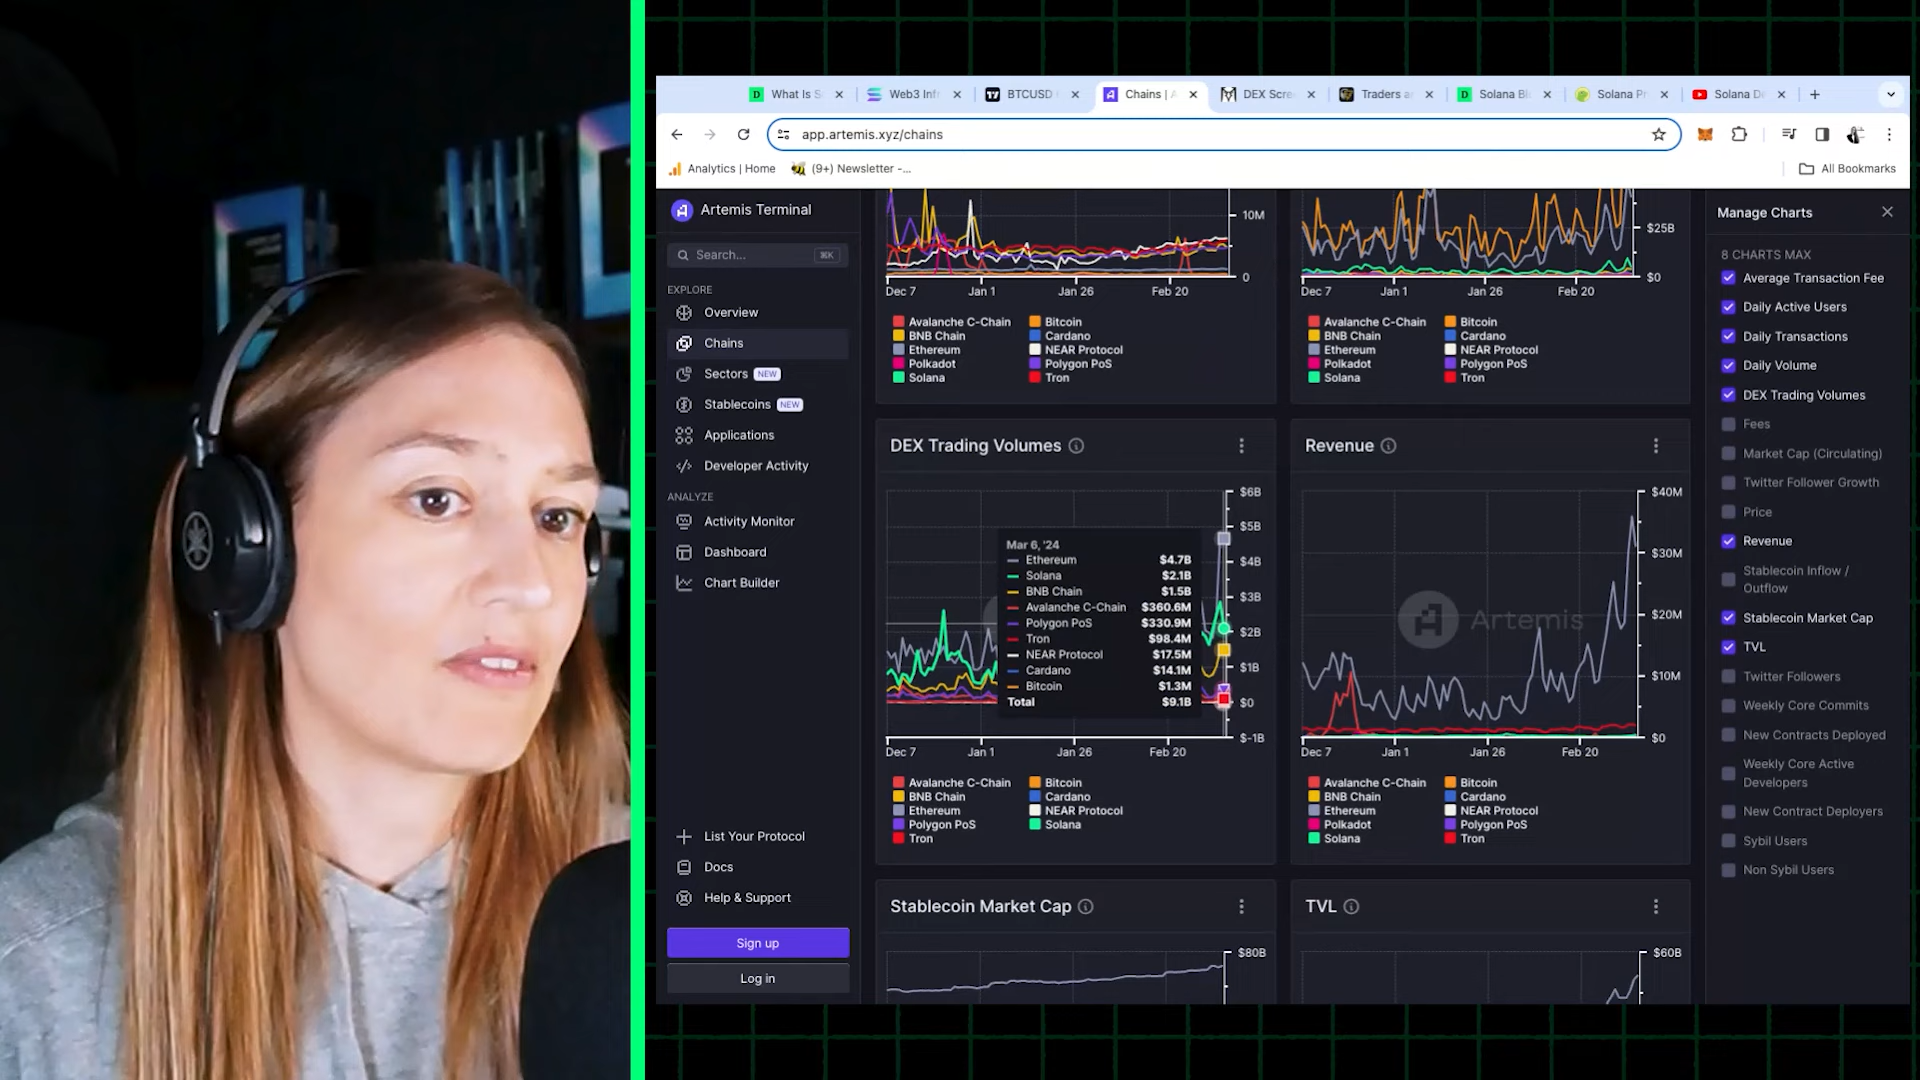 What Is S
Web3 Infr
BTCUSD
Chains | A
DEX Scre
Traders a
Solana Bl
Solana Pr
Solana De
app.artemis.xyz/chains
Analytics | Home
(9+) Newsletter -...
All Bookmarks
Artemis Terminal
Search...
⌘K
EXPLORE
Overview
Chains
Sectors NEW
Stablecoins NEW
Applications
Developer Activity
ANALYZE
Activity Monitor
Dashboard
Chart Builder
List Your Protocol
Docs
Help & Support
Sign up
Log in
10M
0
Dec 7 Jan 1 Jan 26 Feb 20
Avalanche C-Chain Bitcoin
BNB Chain Cardano
Ethereum NEAR Protocol
Polkadot Polygon PoS
Solana Tron
$25B
$0
Dec 7 Jan 1 Jan 26 Feb 20
Avalanche C-Chain Bitcoin
BNB Chain Cardano
Ethereum NEAR Protocol
Polkadot Polygon PoS
Solana Tron
DEX Trading Volumes
$6B
$5B
$4B
$3B
$2B
$1B
$0
$-1B
Mar 6, '24
Ethereum $4.7B
Solana $2.1B
BNB Chain $1.5B
Avalanche C-Chain $360.6M
Polygon PoS $330.9M
Tron $98.4M
NEAR Protocol $17.5M
Cardano $14.1M
Bitcoin $1.3M
Total $9.1B
Dec 7 Jan 1 Jan 26 Feb 20
Avalanche C-Chain Bitcoin
BNB Chain Cardano
Ethereum NEAR Protocol
Polygon PoS Solana
Tron
Revenue
$40M
$30M
$20M
$10M
$0
Artemis
Dec 7 Jan 1 Jan 26 Feb 20
Avalanche C-Chain Bitcoin
BNB Chain Cardano
Ethereum NEAR Protocol
Polkadot Polygon PoS
Solana Tron
Stablecoin Market Cap
$80B
TVL
$60B
Manage Charts
8 CHARTS MAX
Average Transaction Fee
Daily Active Users
Daily Transactions
Daily Volume
DEX Trading Volumes
Fees
Market Cap (Circulating)
Twitter Follower Growth
Price
Revenue
Stablecoin Inflow /
Outflow
Stablecoin Market Cap
TVL
Twitter Followers
Weekly Core Commits
New Contracts Deployed
Weekly Core Active
Developers
New Contract Deployers
Sybil Users
Non Sybil Users